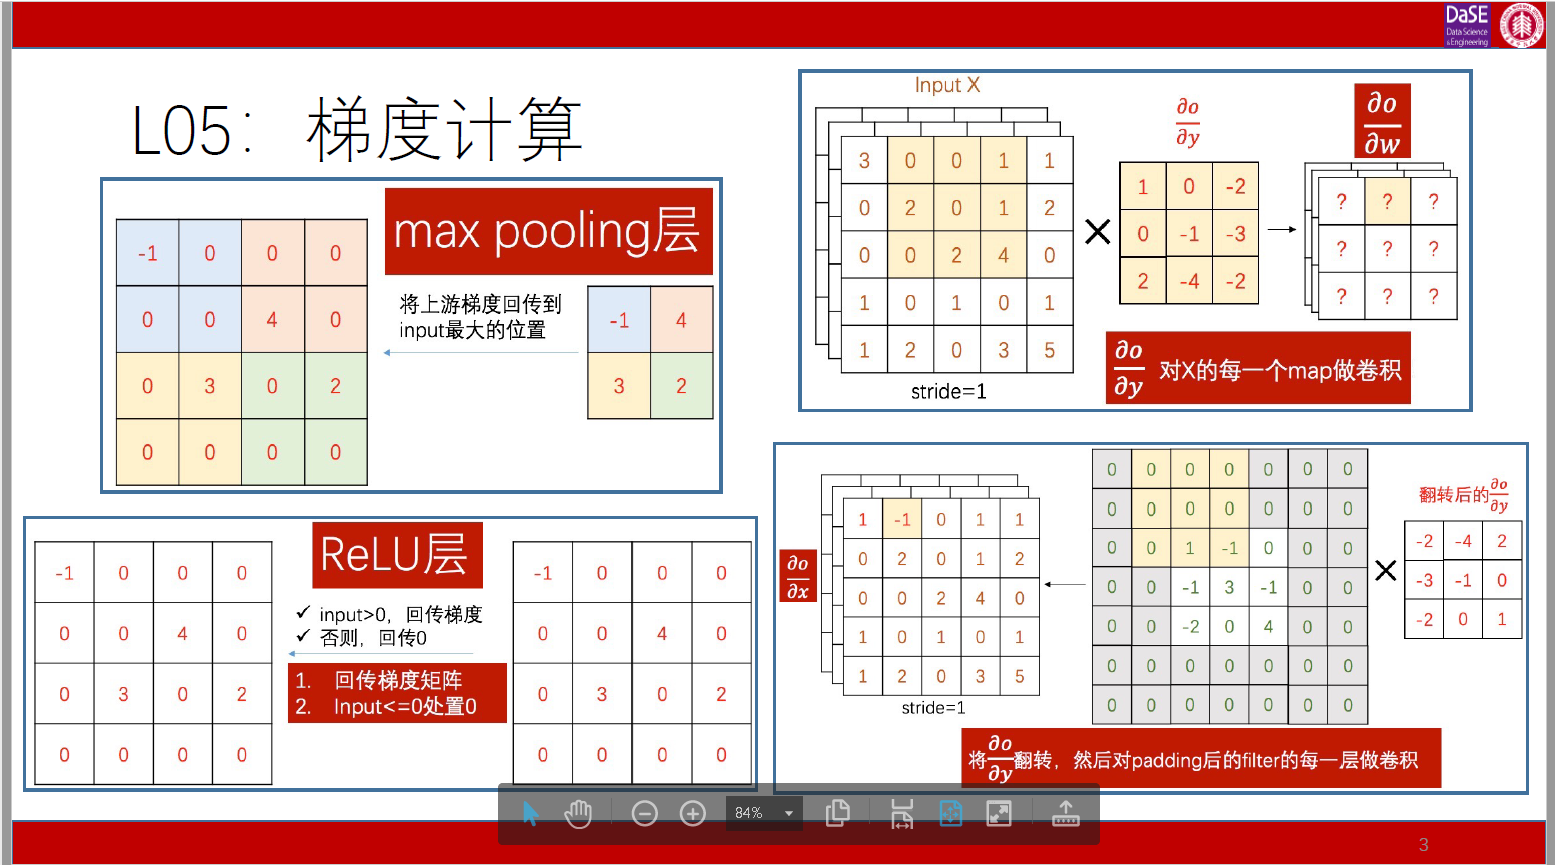 DaSE
Data Science
& Engineering
L05：梯度计算
max pooling层
-1 0 0 0
0 0 4 0
0 3 0 2
0 0 0 0
将上游梯度回传到
input最大的位置
-1 4
3 2
ReLU层
-1 0 0 0
0 0 4 0
0 3 0 2
0 0 0 0
✓ input>0，回传梯度
✓ 否则，回传0
1. 回传梯度矩阵
2. Input<=0处置0
-1 0 0 0
0 0 4 0
0 3 0 2
0 0 0 0
Input X
3 0 0 1 1
0 2 0 1 2
0 0 2 4 0
1 0 1 0 1
1 2 0 3 5
stride=1
×
∂o/∂y
1 0 -2
0 -1 -3
2 -4 -2
∂o/∂w
? ? ?
? ? ?
? ? ?
∂o/∂y 对X的每一个map做卷积
∂o/∂x
1 -1 0 1 1
0 2 0 1 2
0 0 2 4 0
1 0 1 0 1
1 2 0 3 5
stride=1
0 0 0 0 0 0 0
0 0 0 0 0 0 0
0 0 1 -1 0 0 0
0 0 -1 3 -1 0 0
0 0 -2 0 4 0 0
0 0 0 0 0 0 0
0 0 0 0 0 0 0
×
翻转后的∂o/∂y
-2 -4 2
-3 -1 0
-2 0 1
将∂o/∂y翻转，然后对padding后的filter的每一层做卷积
84%
3